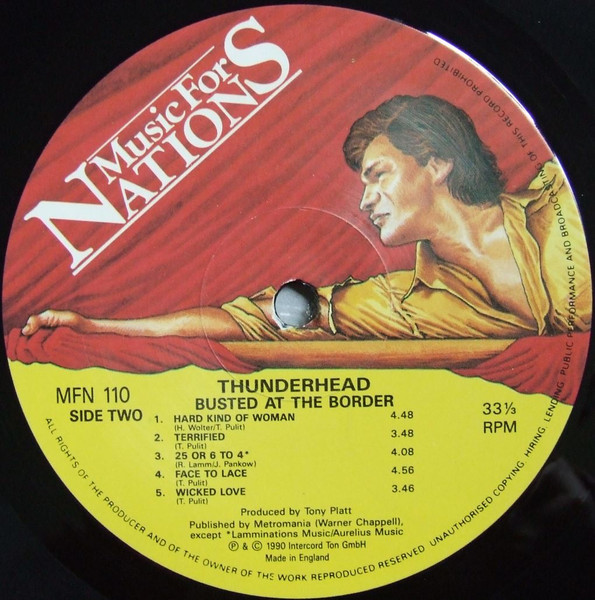 Music For
NATIONS
THUNDERHEAD
BUSTED AT THE BORDER
MFN 110
SIDE TWO
33⅓
RPM
1. HARD KIND OF WOMAN 4.48
(H. Wolter/T. Pulit)
2. TERRIFIED 3.48
(T. Pulit)
3. 25 OR 6 TO 4* 4.08
(R. Lamm/J. Pankow)
4. FACE TO LACE 4.56
(T. Pulit)
5. WICKED LOVE 3.46
(T. Pulit)
Produced by Tony Platt
Published by Metromania (Warner Chappell),
except *Lamminations Music/Aurelius Music
℗ & © 1990 Intercord Ton GmbH
Made in England
ALL RIGHTS OF THE PRODUCER AND OF THE OWNER OF THE WORK REPRODUCED RESERVED UNAUTHORISED COPYING, HIRING, LENDING, PUBLIC PERFORMANCE AND BROADCASTING OF THIS RECORD PROHIBITED